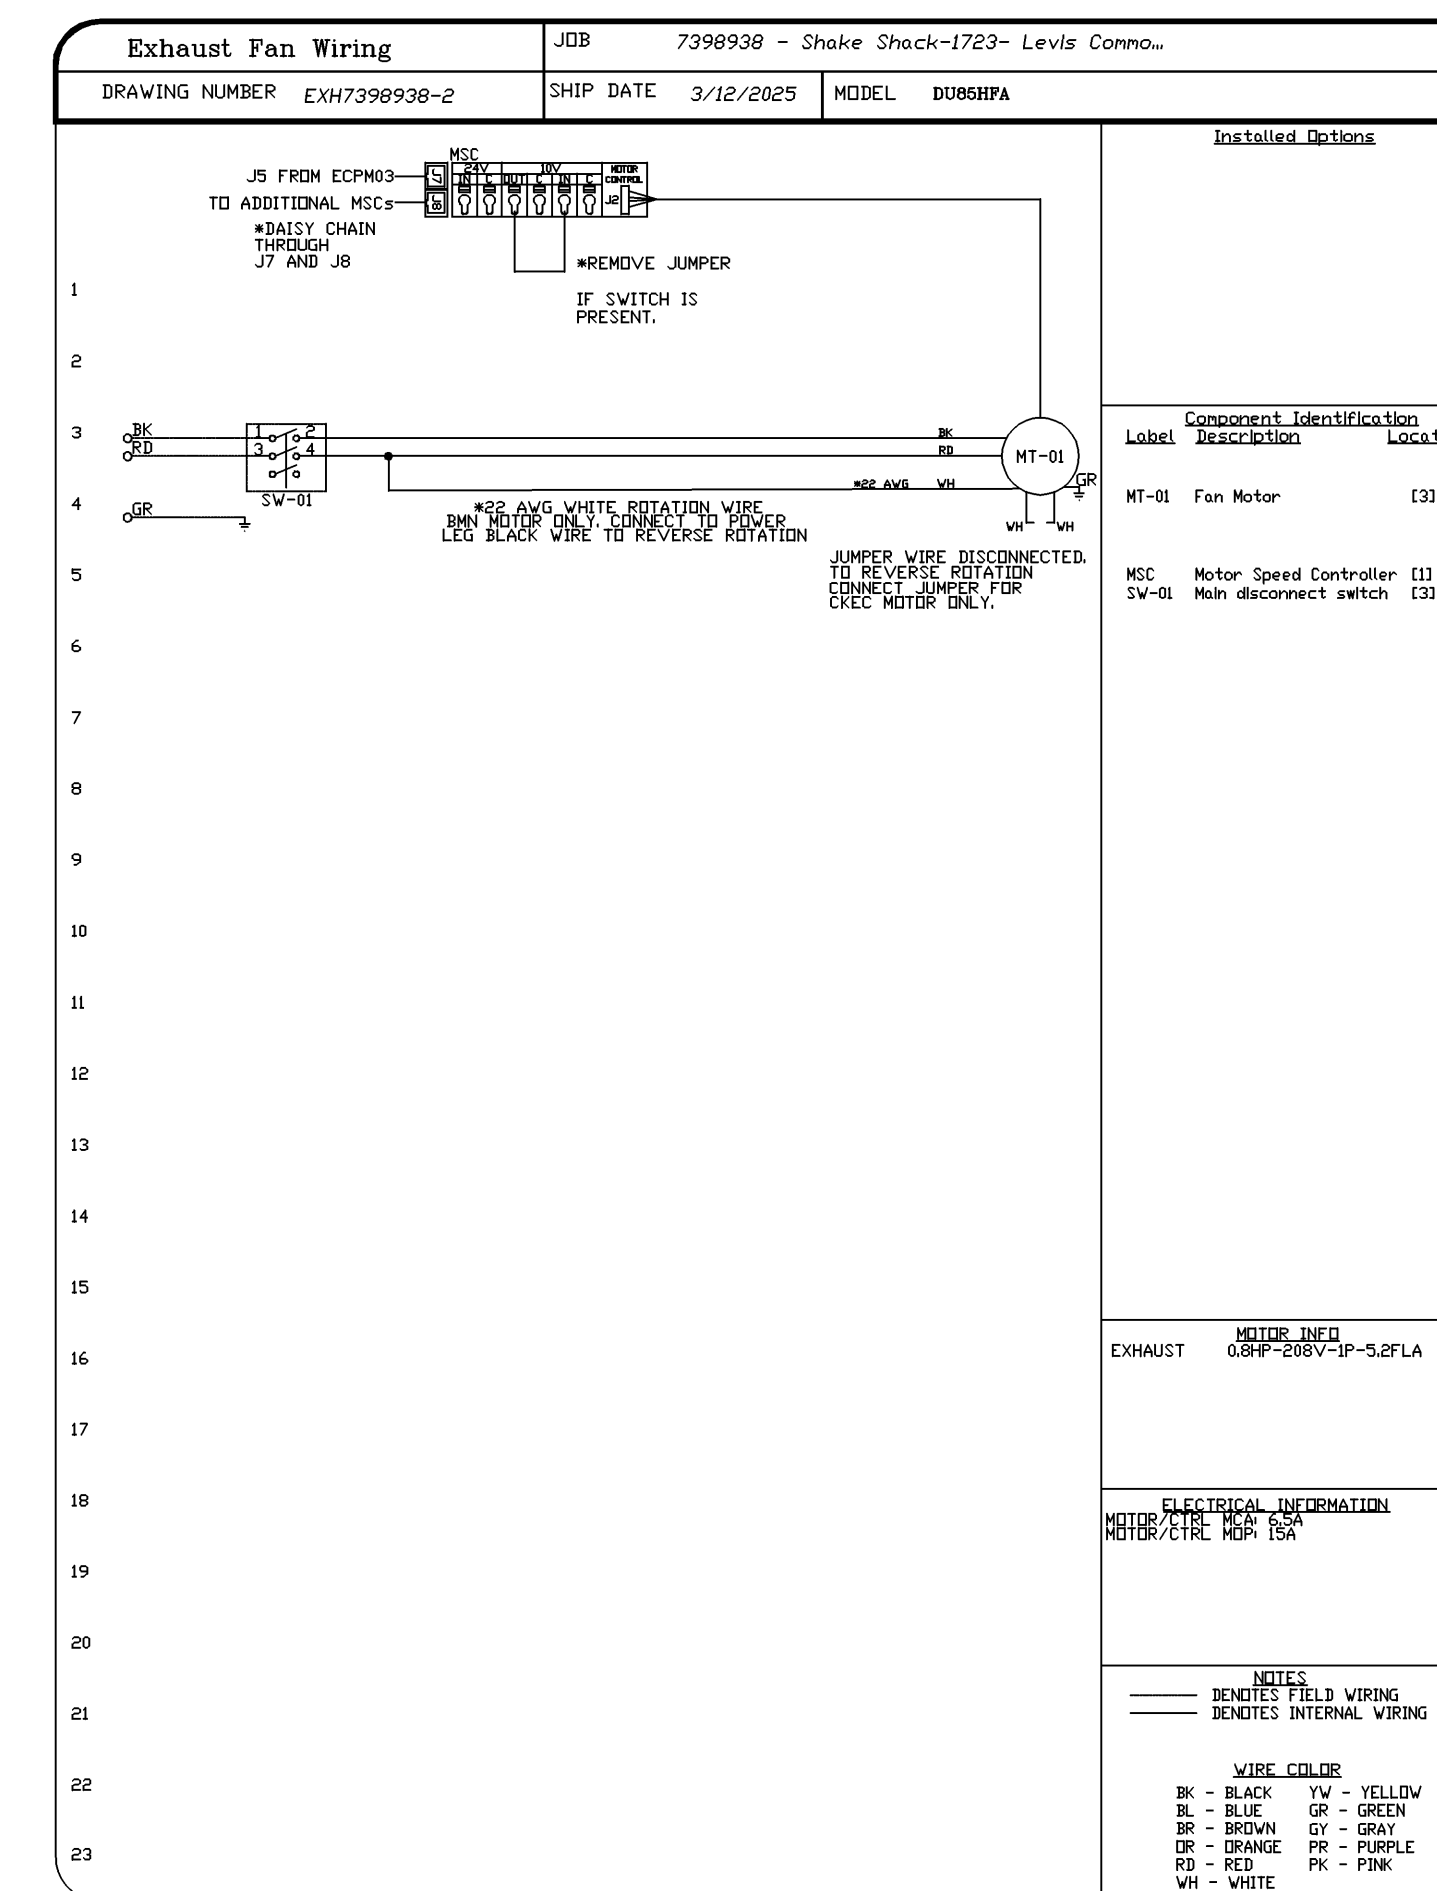 Exhaust Fan Wiring
JOB 7398938 - Shake Shack-1723- Levis Commo...
DRAWING NUMBER EXH7398938-2
SHIP DATE 3/12/2025
MODEL DU85HFA
Installed Options
MSC
24V 10V MOTOR CONTROL
IN C OUT C IN C
J7
J8
J2
J5 FROM ECPM03
TO ADDITIONAL MSCs
*DAISY CHAIN
THROUGH
J7 AND J8
*REMOVE JUMPER
IF SWITCH IS
PRESENT.
1
2
3
4
5
6
7
8
9
10
11
12
13
14
15
16
17
18
19
20
21
22
23
BK
RD
GR
1 2
3 4
SW-01
BK
RD
*22 AWG WH
MT-01
GR
WH WH
*22 AWG WHITE ROTATION WIRE
BMN MOTOR ONLY. CONNECT TO POWER
LEG BLACK WIRE TO REVERSE ROTATION
JUMPER WIRE DISCONNECTED.
TO REVERSE ROTATION
CONNECT JUMPER FOR
CKEC MOTOR ONLY.
Component Identification
Label Description Locat
MT-01 Fan Motor [3]
MSC Motor Speed Controller [1]
SW-01 Main disconnect switch [3]
MOTOR INFO
EXHAUST 0.8HP-208V-1P-5.2FLA
ELECTRICAL INFORMATION
MOTOR/CTRL MCA: 6.5A
MOTOR/CTRL MOP: 15A
NOTES
DENOTES FIELD WIRING
DENOTES INTERNAL WIRING
WIRE COLOR
BK - BLACK YW - YELLOW
BL - BLUE GR - GREEN
BR - BROWN GY - GRAY
OR - ORANGE PR - PURPLE
RD - RED PK - PINK
WH - WHITE